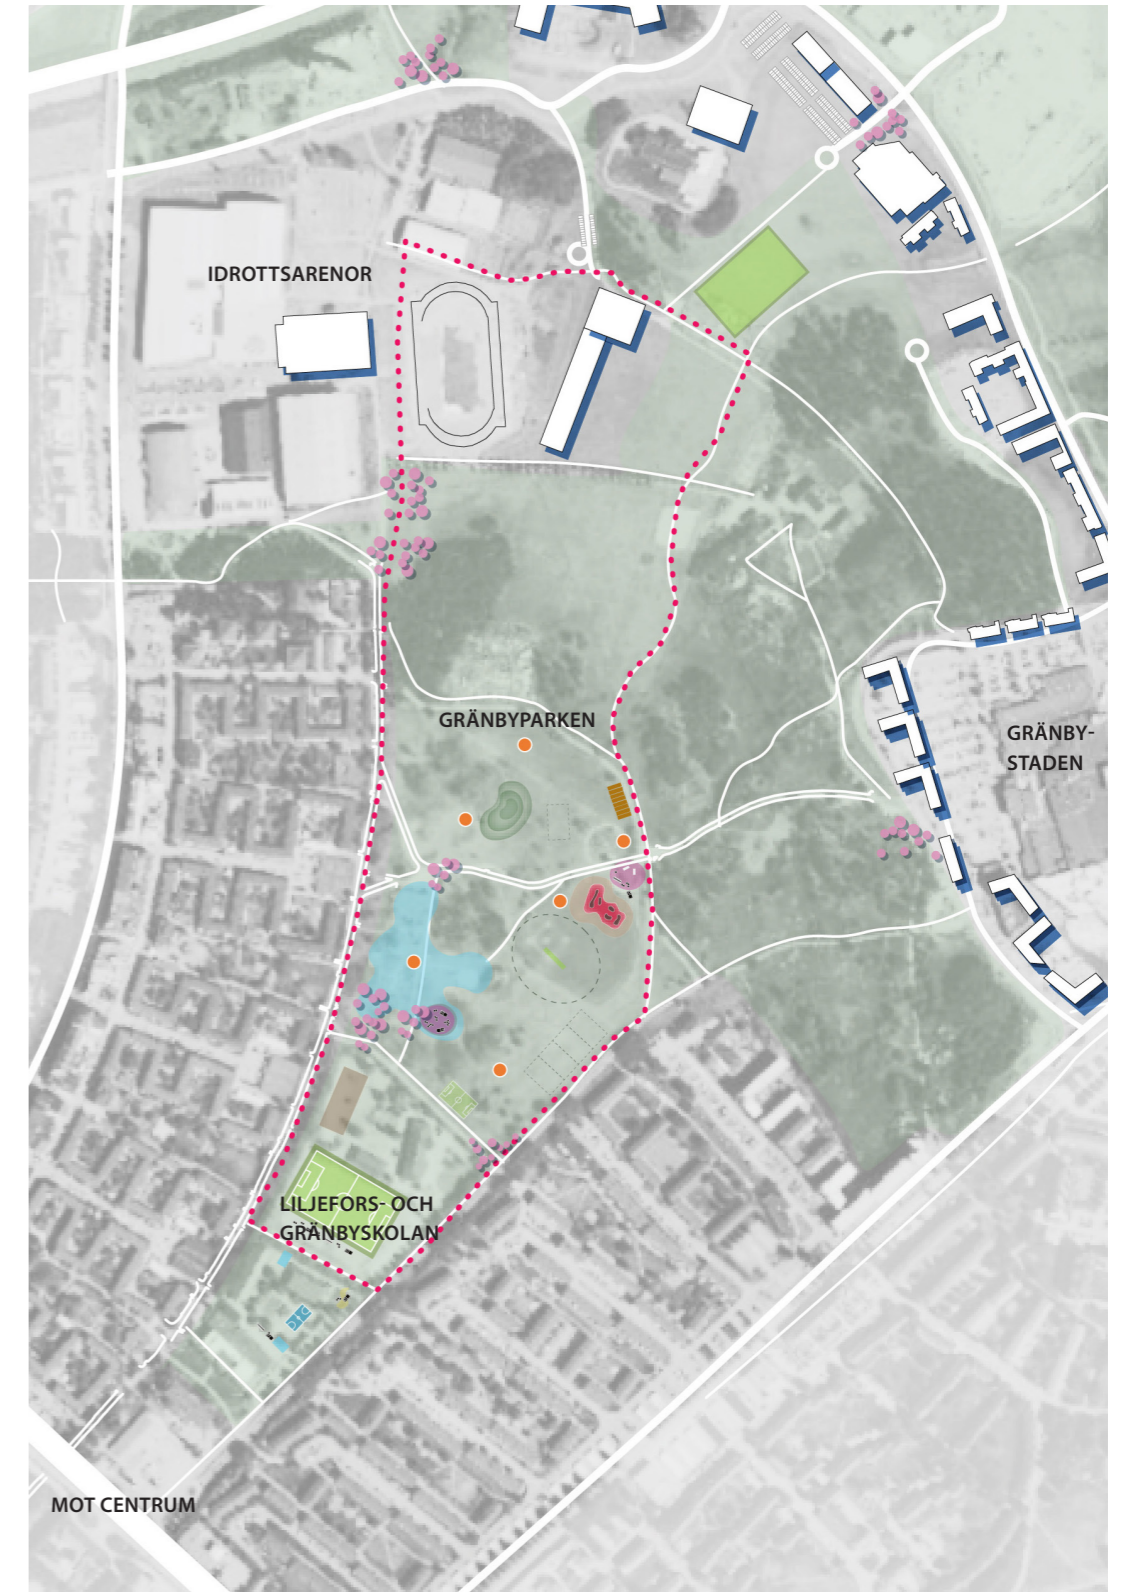 IDROTTSARENOR
GRÄNBYPARKEN
GRÄNBY-
STADEN
LILJEFORS- OCH
GRÄNBYSKOLAN
MOT CENTRUM